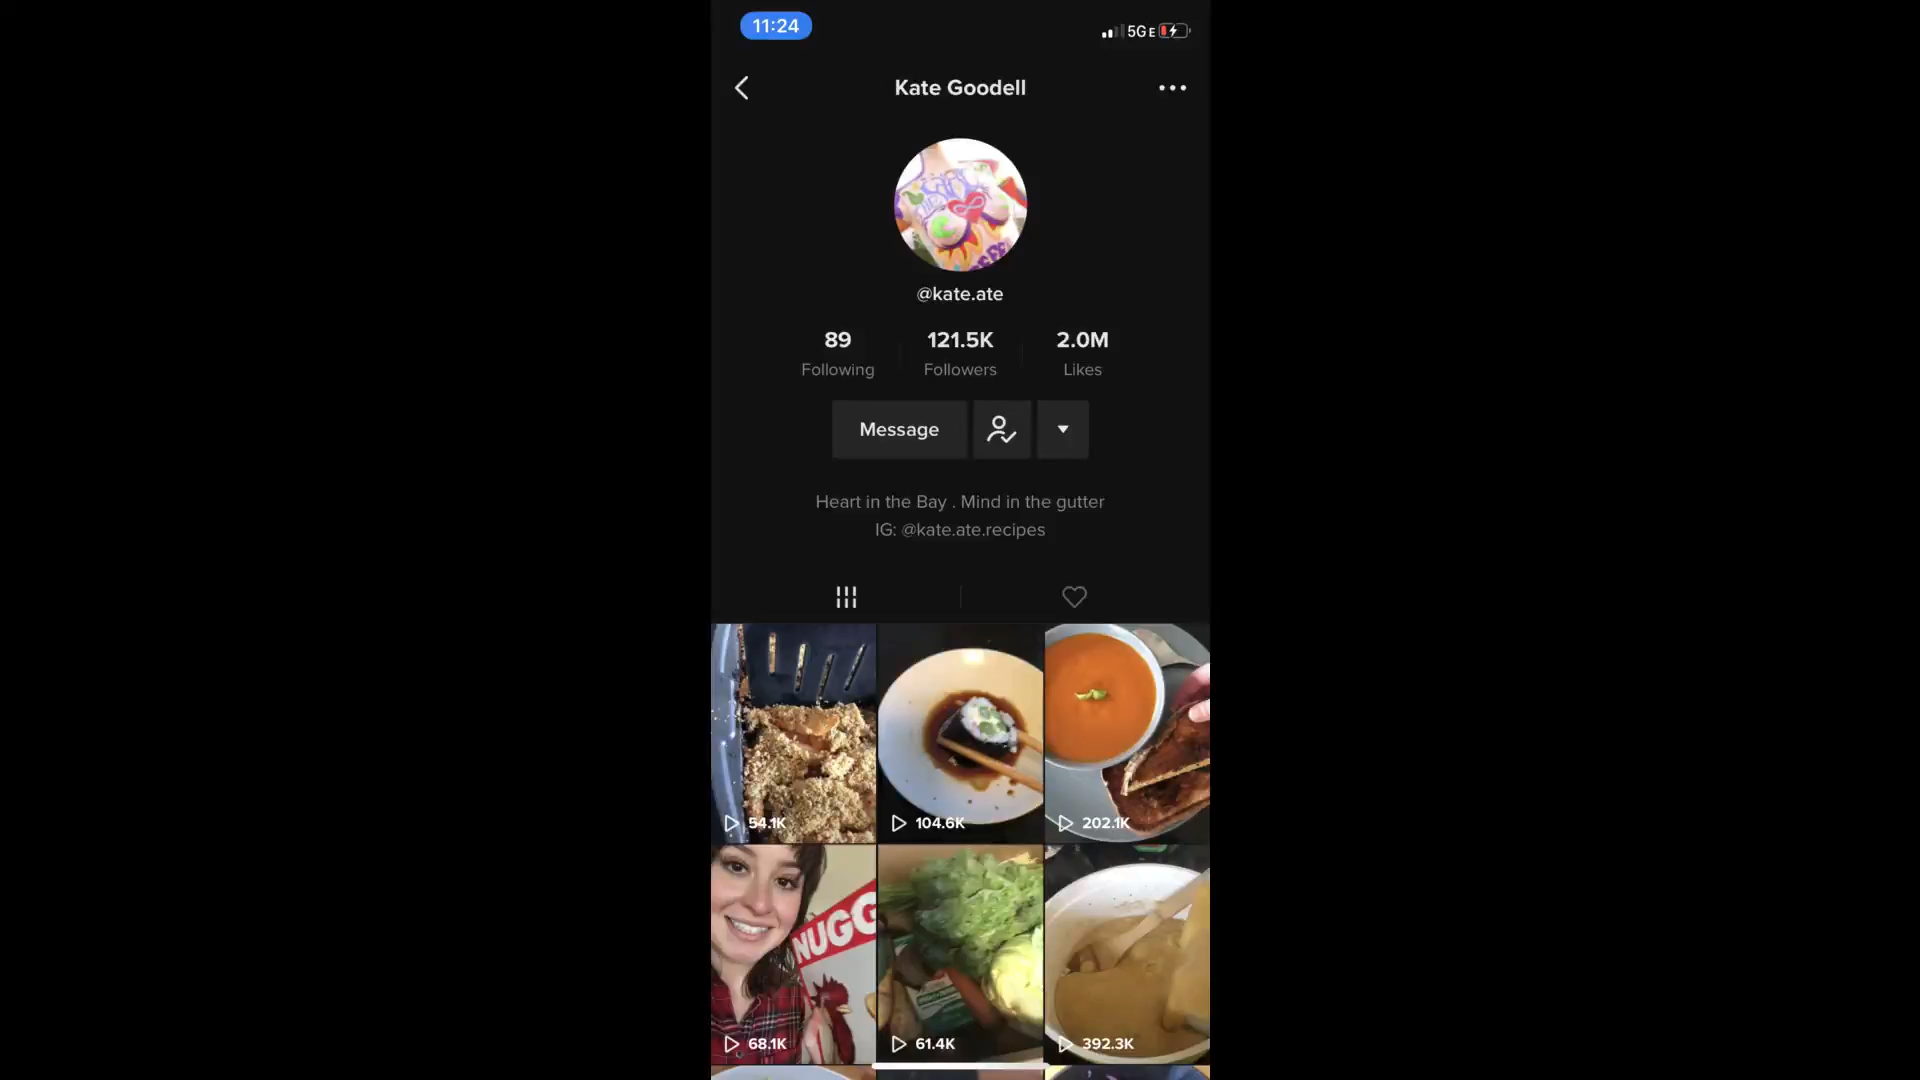 11:24
5GE
Kate Goodell
@kate.ate
89
121.5K
2.0M
Following
Followers
Likes
Message
Heart in the Bay . Mind in the gutter
IG: @kate.ate.recipes
54.1K
104.6K
202.1K
NUGG
68.1K
61.4K
392.3K